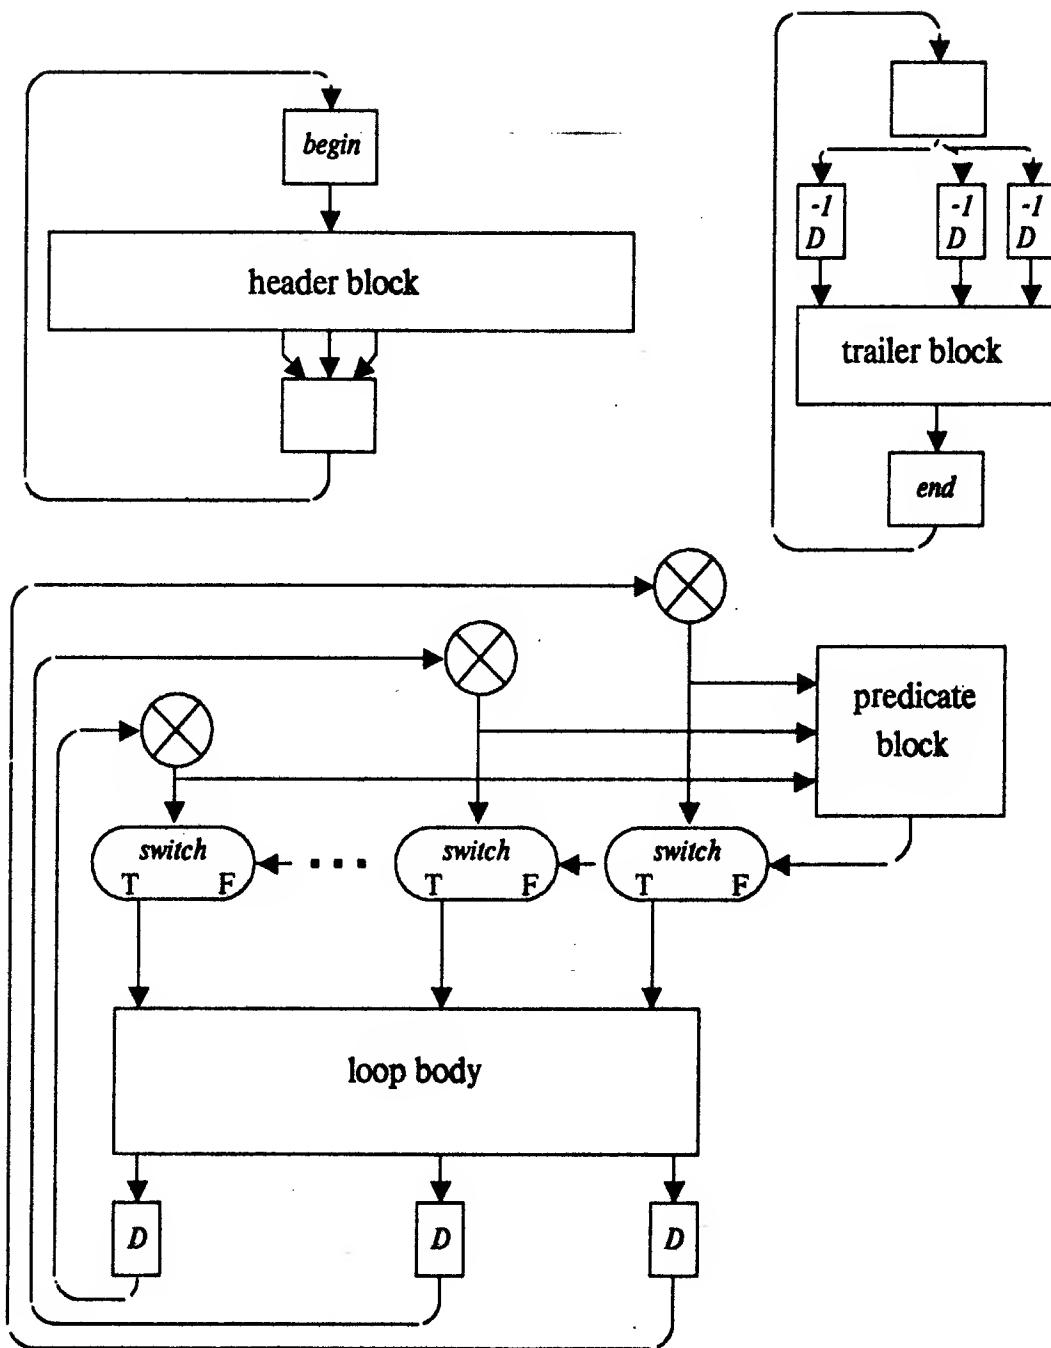 begin
header block
-1
D
-1
D
-1
D
trailer block
end
predicate
block
switch
T F
switch
T F
switch
T F
loop body
D
D
D